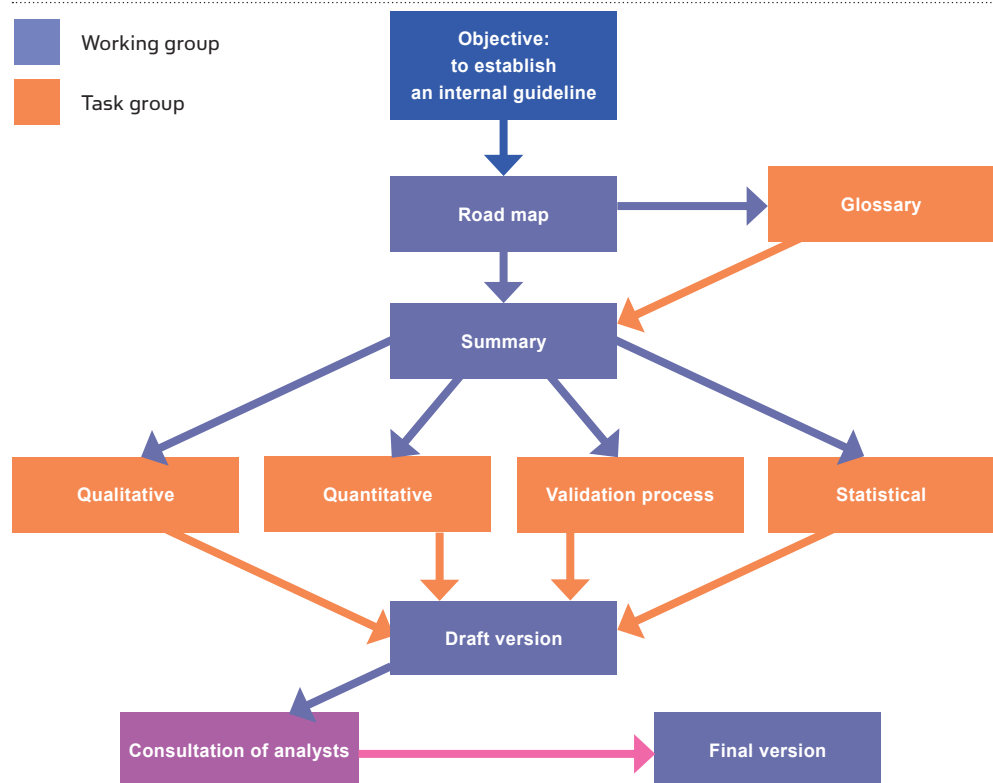 Working group
Task group
Objective:
to establish
an internal guideline
Road map
Glossary
Summary
Qualitative
Quantitative
Validation process
Statistical
Draft version
Consultation of analysts
Final version